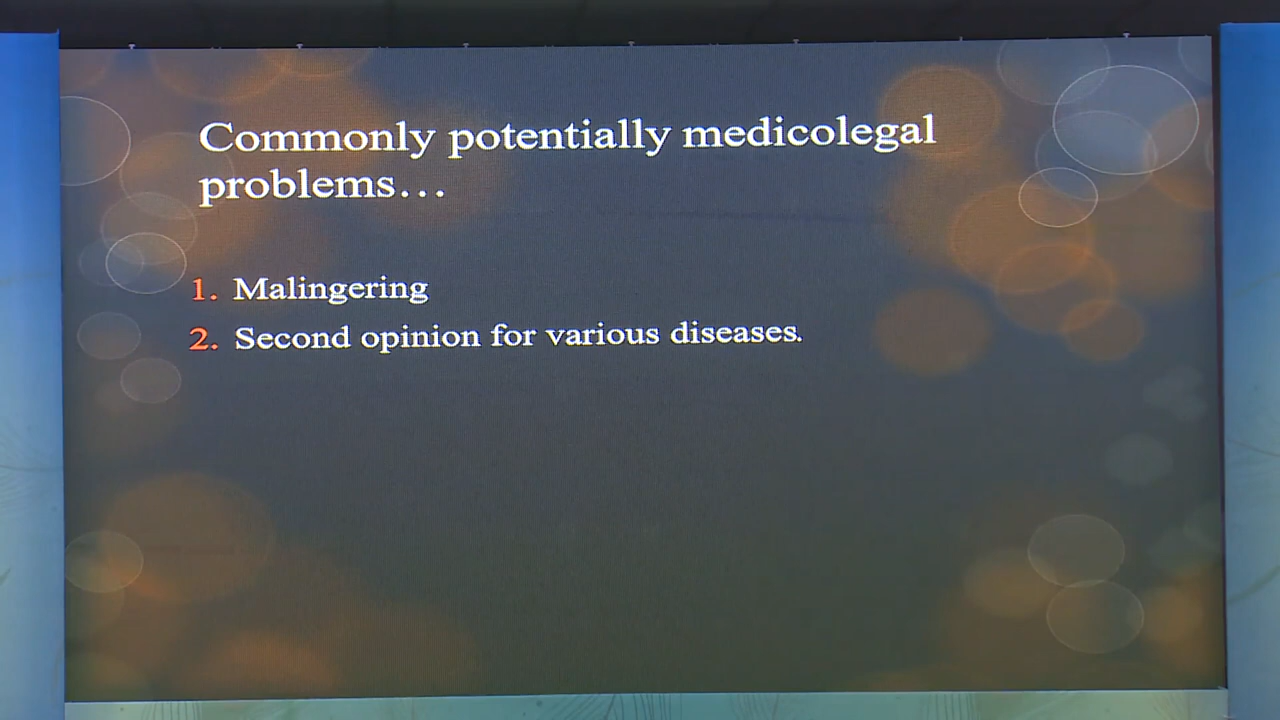 Commonly potentially medicolegal
problems...
1. Malingering
2. Second opinion for various diseases.